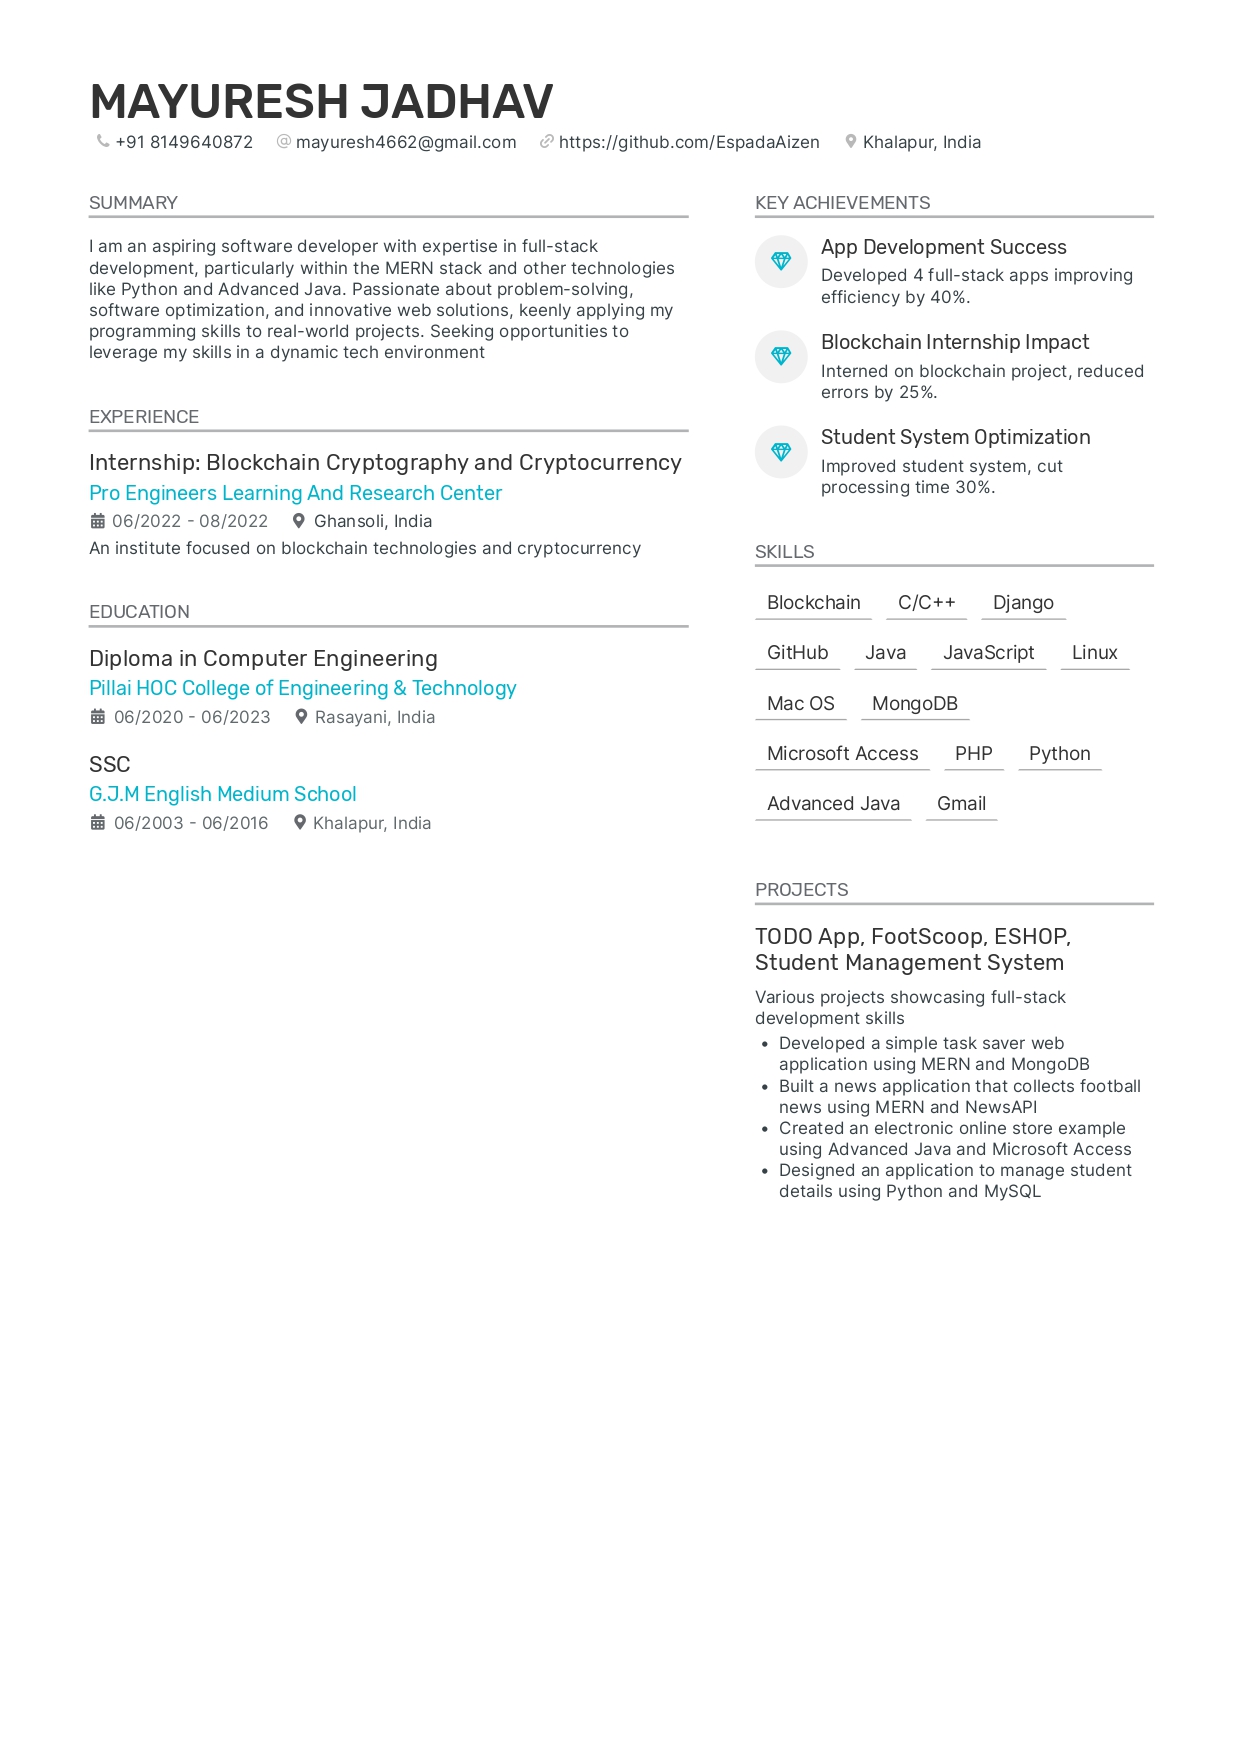 MAYURESH JADHAV
+91 8149640872 mayuresh4662@gmail.com https://github.com/EspadaAizen Khalapur, India
SUMMARY
I am an aspiring software developer with expertise in full-stack
development, particularly within the MERN stack and other technologies
like Python and Advanced Java. Passionate about problem-solving,
software optimization, and innovative web solutions, keenly applying my
programming skills to real-world projects. Seeking opportunities to
leverage my skills in a dynamic tech environment
EXPERIENCE
Internship: Blockchain Cryptography and Cryptocurrency
Pro Engineers Learning And Research Center
06/2022 - 08/2022 Ghansoli, India
An institute focused on blockchain technologies and cryptocurrency
EDUCATION
Diploma in Computer Engineering
Pillai HOC College of Engineering & Technology
06/2020 - 06/2023 Rasayani, India
SSC
G.J.M English Medium School
06/2003 - 06/2016 Khalapur, India
KEY ACHIEVEMENTS
App Development Success
Developed 4 full-stack apps improving
efficiency by 40%.
Blockchain Internship Impact
Interned on blockchain project, reduced
errors by 25%.
Student System Optimization
Improved student system, cut
processing time 30%.
SKILLS
Blockchain C/C++ Django
GitHub Java JavaScript Linux
Mac OS MongoDB
Microsoft Access PHP Python
Advanced Java Gmail
PROJECTS
TODO App, FootScoop, ESHOP,
Student Management System
Various projects showcasing full-stack
development skills
• Developed a simple task saver web
application using MERN and MongoDB
• Built a news application that collects football
news using MERN and NewsAPI
• Created an electronic online store example
using Advanced Java and Microsoft Access
• Designed an application to manage student
details using Python and MySQL